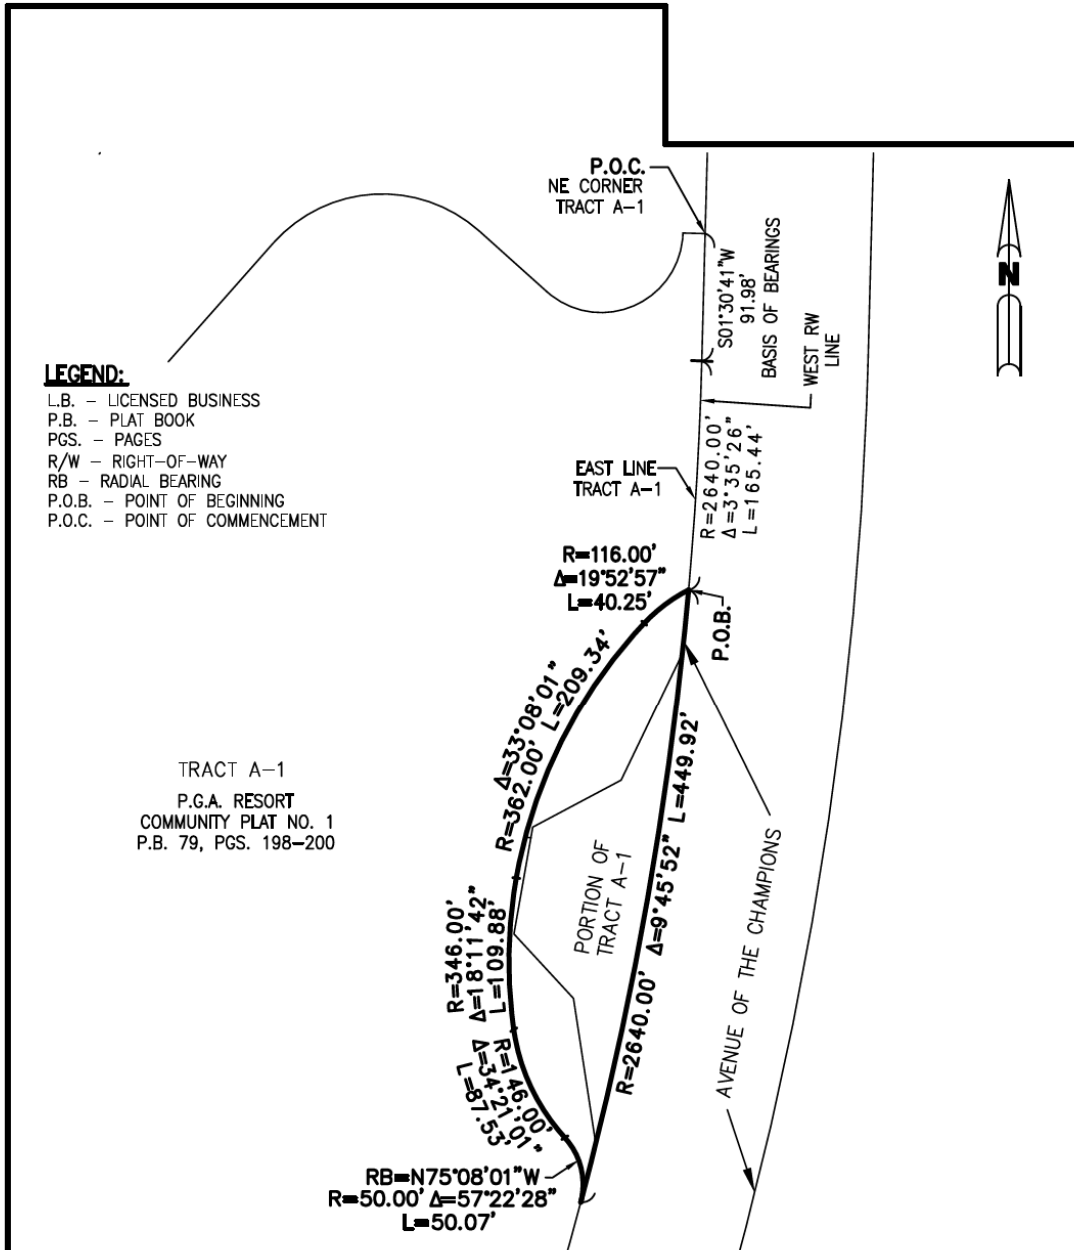 P.O.C.
NE CORNER
TRACT A-1
S01°30'41"W
91.98'
BASIS OF BEARINGS
WEST RW
LINE
N
LEGEND:
L.B. - LICENSED BUSINESS
P.B. - PLAT BOOK
PGS. - PAGES
R/W - RIGHT-OF-WAY
RB - RADIAL BEARING
P.O.B. - POINT OF BEGINNING
P.O.C. - POINT OF COMMENCEMENT
EAST LINE
TRACT A-1
R=2640.00'
Δ=3°35'26"
L=165.44'
R=116.00'
Δ=19°52'57"
L=40.25'
P.O.B.
Δ=33°08'01"
R=362.00' L=209.34'
TRACT A-1
P.G.A. RESORT
COMMUNITY PLAT NO. 1
P.B. 79, PGS. 198-200
PORTION OF
TRACT A-1
R=2640.00' Δ=9°45'52" L=449.92'
AVENUE OF THE CHAMPIONS
R=346.00'
Δ=18°11'42"
L=109.88'
R=146.00'
Δ=34°21'01"
L=87.53'
RB=N75°08'01"W
R=50.00' Δ=57°22'28"
L=50.07'